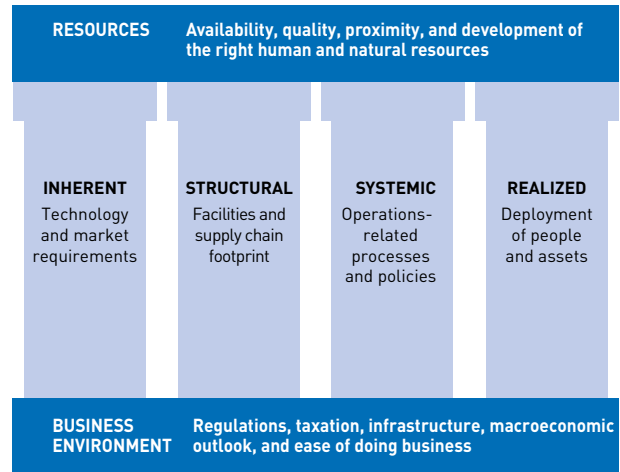 RESOURCES
Availability, quality, proximity, and development of
the right human and natural resources
INHERENT
Technology
and market
requirements
STRUCTURAL
Facilities and
supply chain
footprint
SYSTEMIC
Operations-
related
processes
and policies
REALIZED
Deployment
of people
and assets
BUSINESS
ENVIRONMENT
Regulations, taxation, infrastructure, macroeconomic
outlook, and ease of doing business